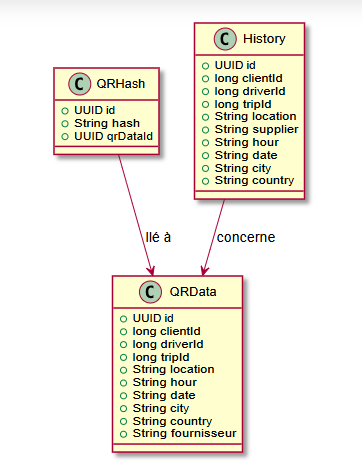 C History
UUID id
long clientId
long driverId
long tripId
String location
String supplier
String hour
String date
String city
String country
C QRHash
UUID id
String hash
UUID qrDataId
llé à
concerne
C QRData
UUID id
long clientId
long driverId
long tripId
String location
String hour
String date
String city
String country
String fournisseur